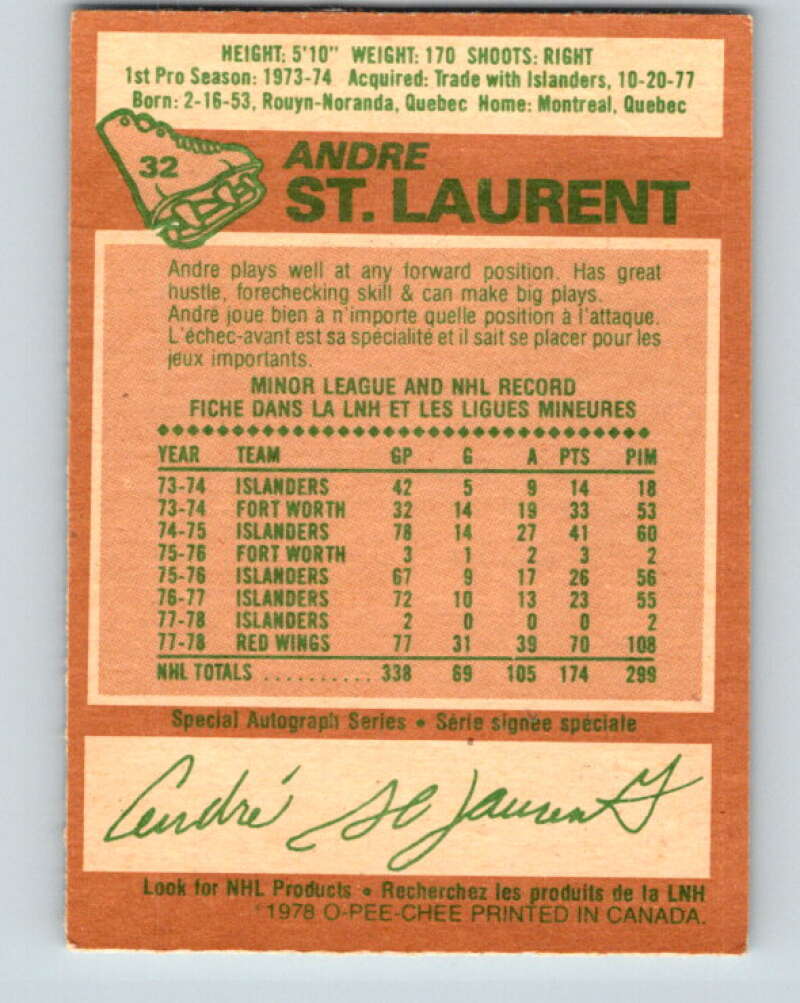 HEIGHT: 5'10" WEIGHT: 170 SHOOTS: RIGHT
1st Pro Season: 1973-74 Acquired: Trade with Islanders, 10-20-77
Born: 2-16-53, Rouyn-Noranda, Quebec Home: Montreal, Quebec
32
ANDRE
ST. LAURENT
Andre plays well at any forward position. Has great
hustle, forechecking skill & can make big plays.
André joue bien à n'importe quelle position à l'attaque.
L'échec-avant est sa spécialité et il sait se placer pour les
jeux importants.
MINOR LEAGUE AND NHL RECORD
FICHE DANS LA LNH ET LES LIGUES MINEURES
YEAR TEAM GP G A PTS PIM
73-74 ISLANDERS 42 5 9 14 18
73-74 FORT WORTH 32 14 19 33 53
74-75 ISLANDERS 78 14 27 41 60
75-76 FORT WORTH 3 1 2 3 2
75-76 ISLANDERS 67 9 17 26 56
76-77 ISLANDERS 72 10 13 23 55
77-78 ISLANDERS 2 0 0 0 2
77-78 RED WINGS 77 31 39 70 108
NHL TOTALS .......... 338 69 105 174 299
Special Autograph Series • Série signée spéciale
André St Laurent
Look for NHL Products • Recherchez les produits de la LNH
*1978 O-PEE-CHEE PRINTED IN CANADA.